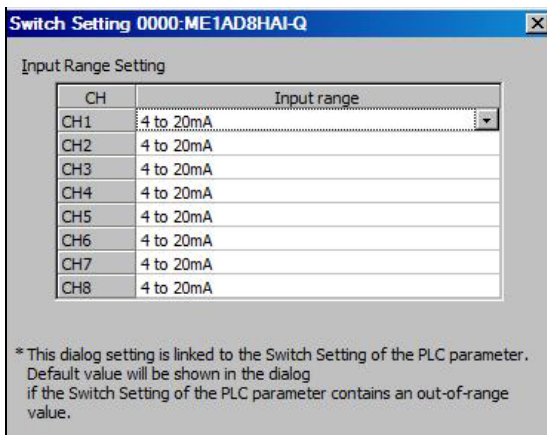 Switch Setting 0000:ME1AD8HAI-Q
Input Range Setting
CH Input range
CH1 4 to 20mA
CH2 4 to 20mA
CH3 4 to 20mA
CH4 4 to 20mA
CH5 4 to 20mA
CH6 4 to 20mA
CH7 4 to 20mA
CH8 4 to 20mA
* This dialog setting is linked to the Switch Setting of the PLC parameter.
Default value will be shown in the dialog
if the Switch Setting of the PLC parameter contains an out-of-range
value.